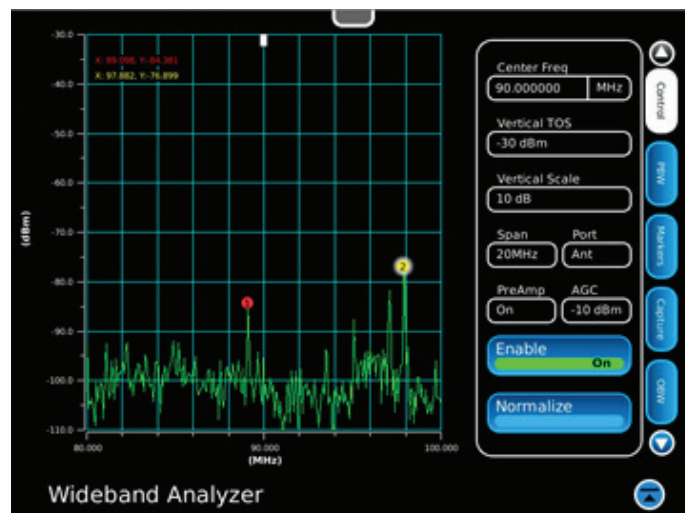 -30.0
X: 89.098, Y:-84.381
X: 97.882, Y:-76.899
-40.0
-50.0
-60.0
-70.0
-80.0
-90.0
-100.0
-110.0
(dBm)
1
2
80.000
90.000
100.000
(MHz)
Center Freq
90.000000 MHz
Vertical TOS
-30 dBm
Vertical Scale
10 dB
Span Port
20MHz Ant
PreAmp AGC
On -10 dBm
Enable
On
Normalize
Control
PBW
Markers
Capture
OBW
Wideband Analyzer